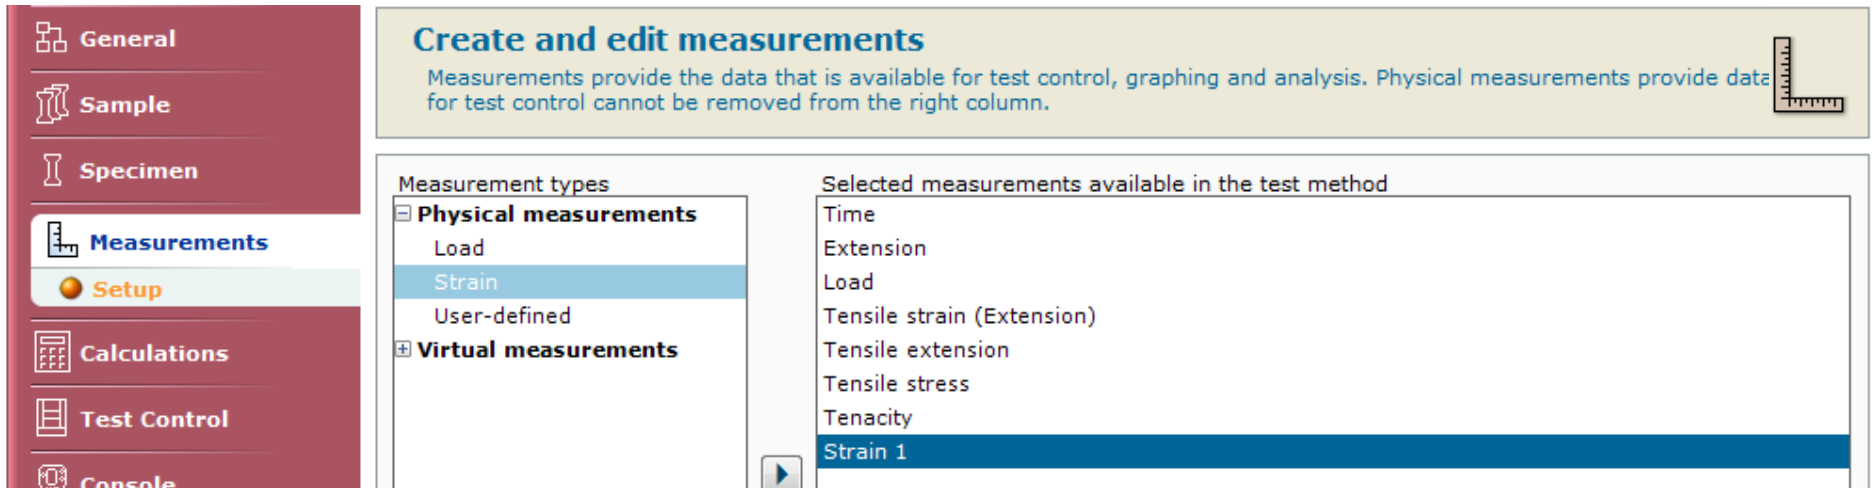 General
Sample
Specimen
Measurements
Setup
Calculations
Test Control
Console
Create and edit measurements
Measurements provide the data that is available for test control, graphing and analysis. Physical measurements provide data
for test control cannot be removed from the right column.
Measurement types
Physical measurements
Load
Strain
User-defined
Virtual measurements
Selected measurements available in the test method
Time
Extension
Load
Tensile strain (Extension)
Tensile extension
Tensile stress
Tenacity
Strain 1